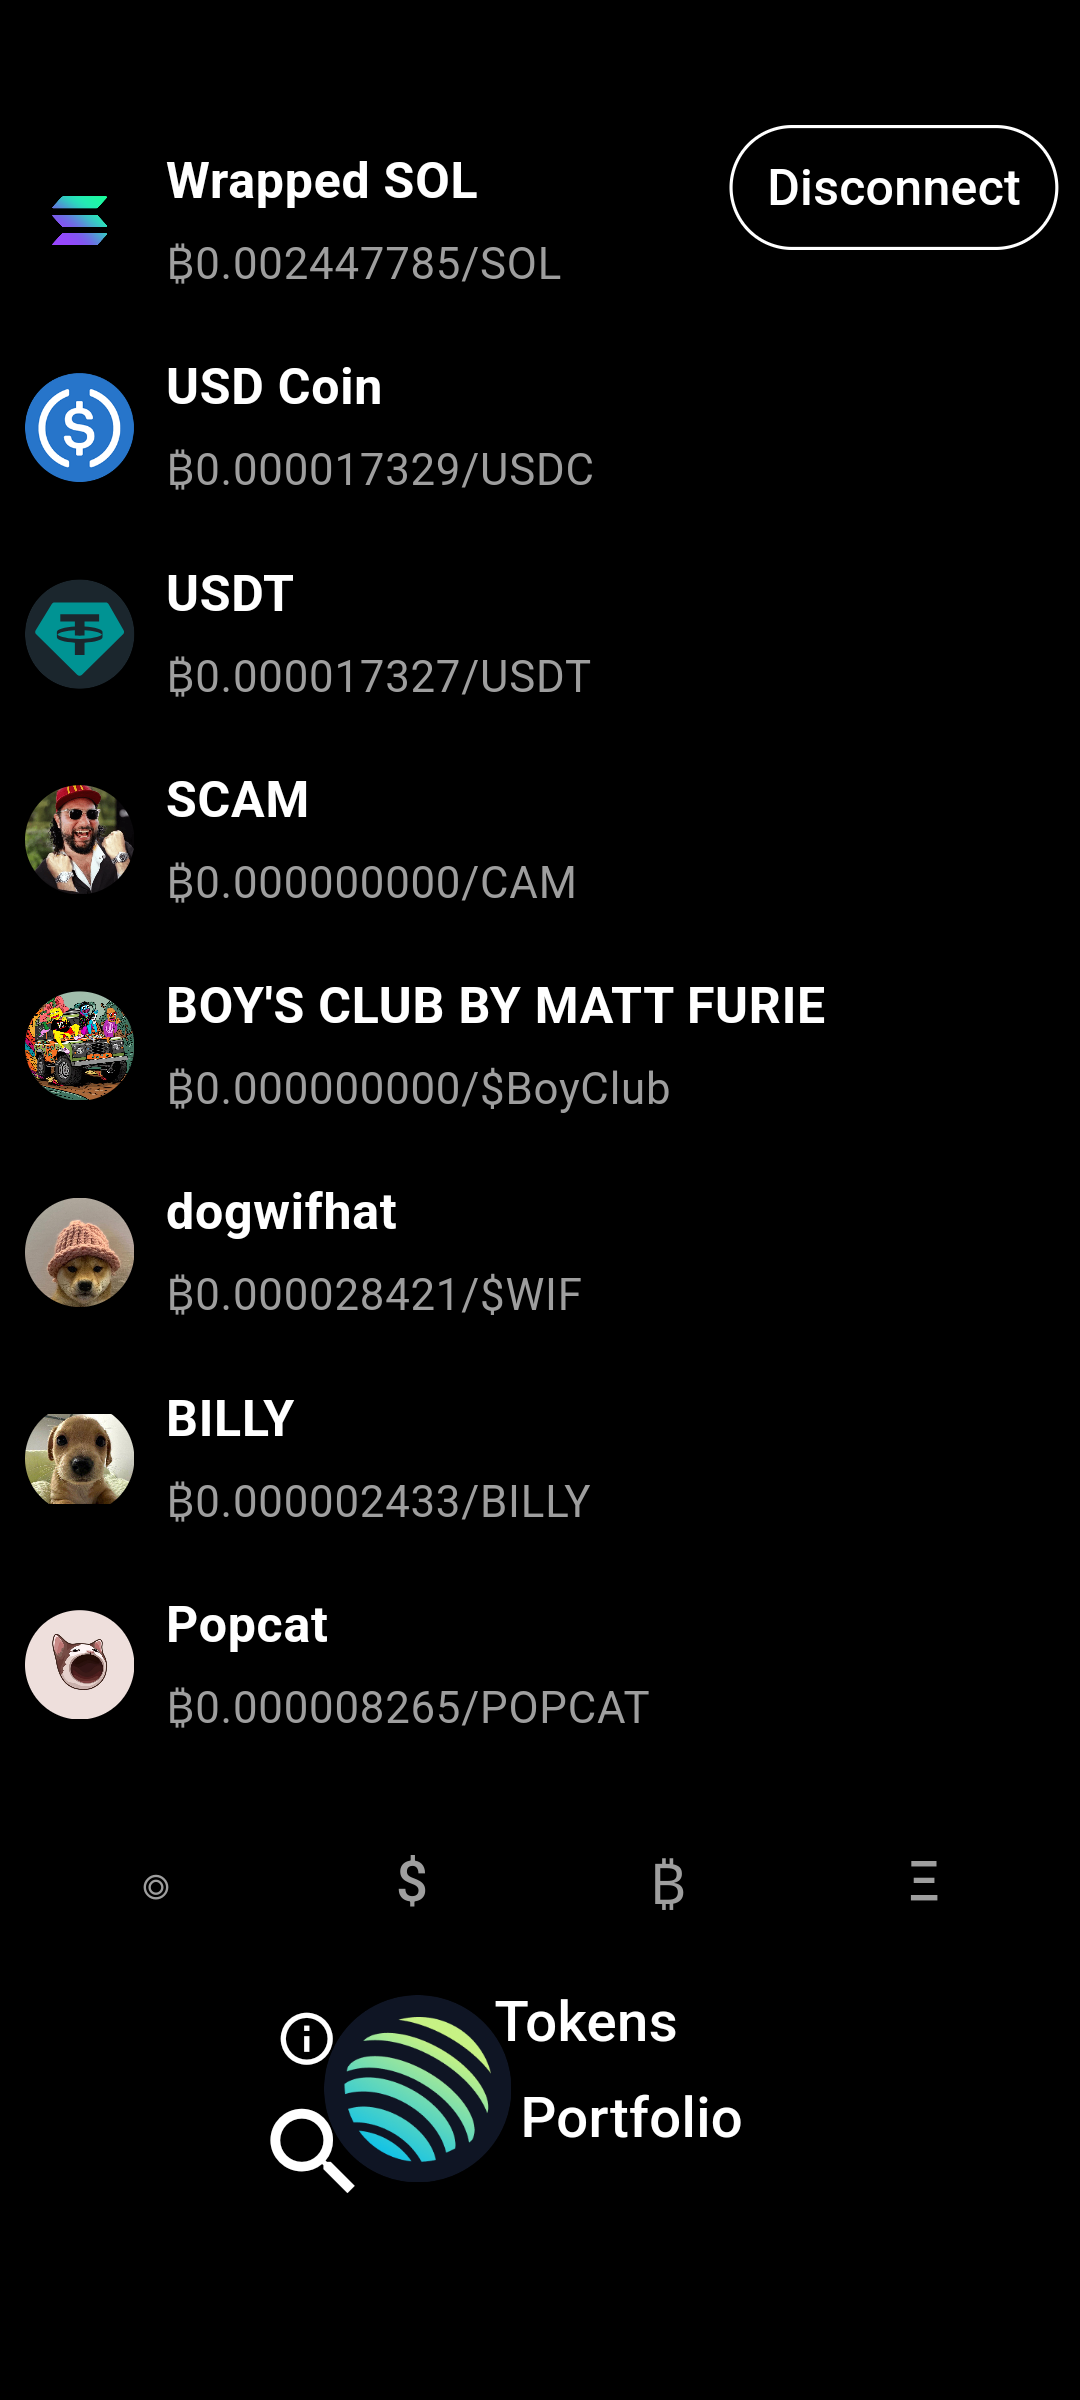 Wrapped SOL
Disconnect
₿0.002447785/SOL
USD Coin
₿0.000017329/USDC
USDT
₿0.000017327/USDT
SCAM
₿0.000000000/CAM
BOY'S CLUB BY MATT FURIE
₿0.000000000/$BoyClub
dogwifhat
₿0.000028421/$WIF
BILLY
₿0.000002433/BILLY
Popcat
₿0.000008265/POPCAT
◎ $ ₿ Ξ
Tokens
Portfolio